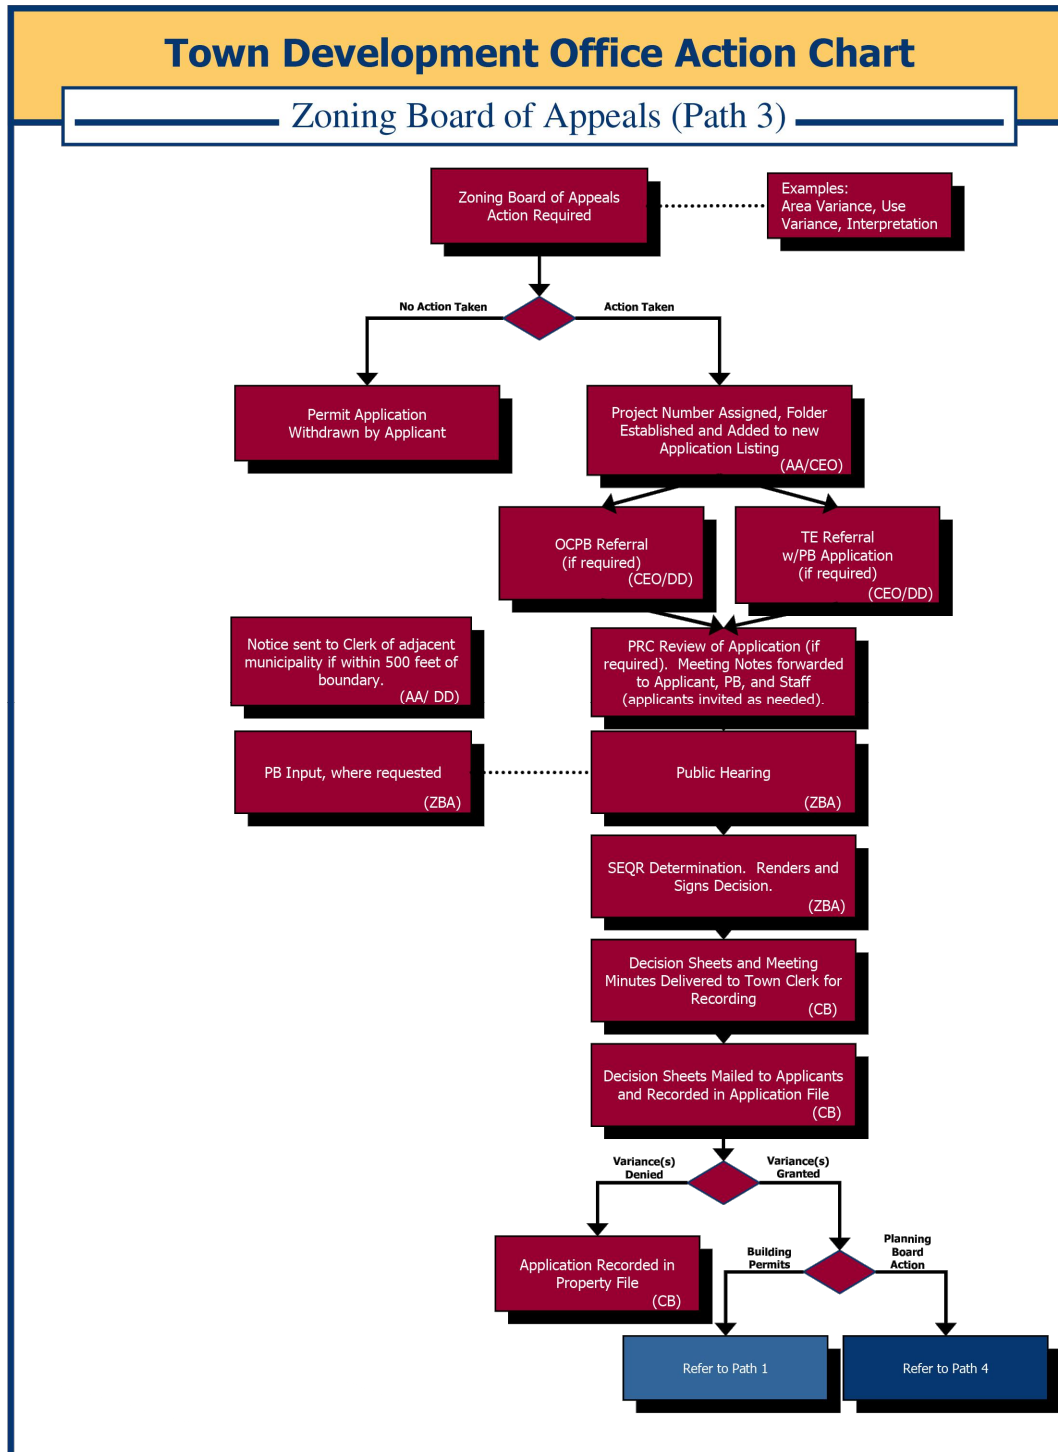 Town Development Office Action Chart
Zoning Board of Appeals (Path 3)
Zoning Board of Appeals
Action Required
Examples:
Area Variance, Use
Variance, Interpretation
No Action Taken
Action Taken
Permit Application
Withdrawn by Applicant
Project Number Assigned, Folder
Established and Added to new
Application Listing
(AA/CEO)
OCPB Referral
(if required)
(CEO/DD)
TE Referral
w/PB Application
(if required)
(CEO/DD)
Notice sent to Clerk of adjacent
municipality if within 500 feet of
boundary.
(AA/ DD)
PRC Review of Application (if
required).  Meeting Notes forwarded
to Applicant, PB, and Staff
(applicants invited as needed).
PB Input, where requested
(ZBA)
Public Hearing
(ZBA)
SEQR Determination.  Renders and
Signs Decision.
(ZBA)
Decision Sheets and Meeting
Minutes Delivered to Town Clerk for
Recording
(CB)
Decision Sheets Mailed to Applicants
and Recorded in Application File
(CB)
Variance(s)
Denied
Variance(s)
Granted
Application Recorded in
Property File
(CB)
Building
Permits
Planning
Board
Action
Refer to Path 1
Refer to Path 4